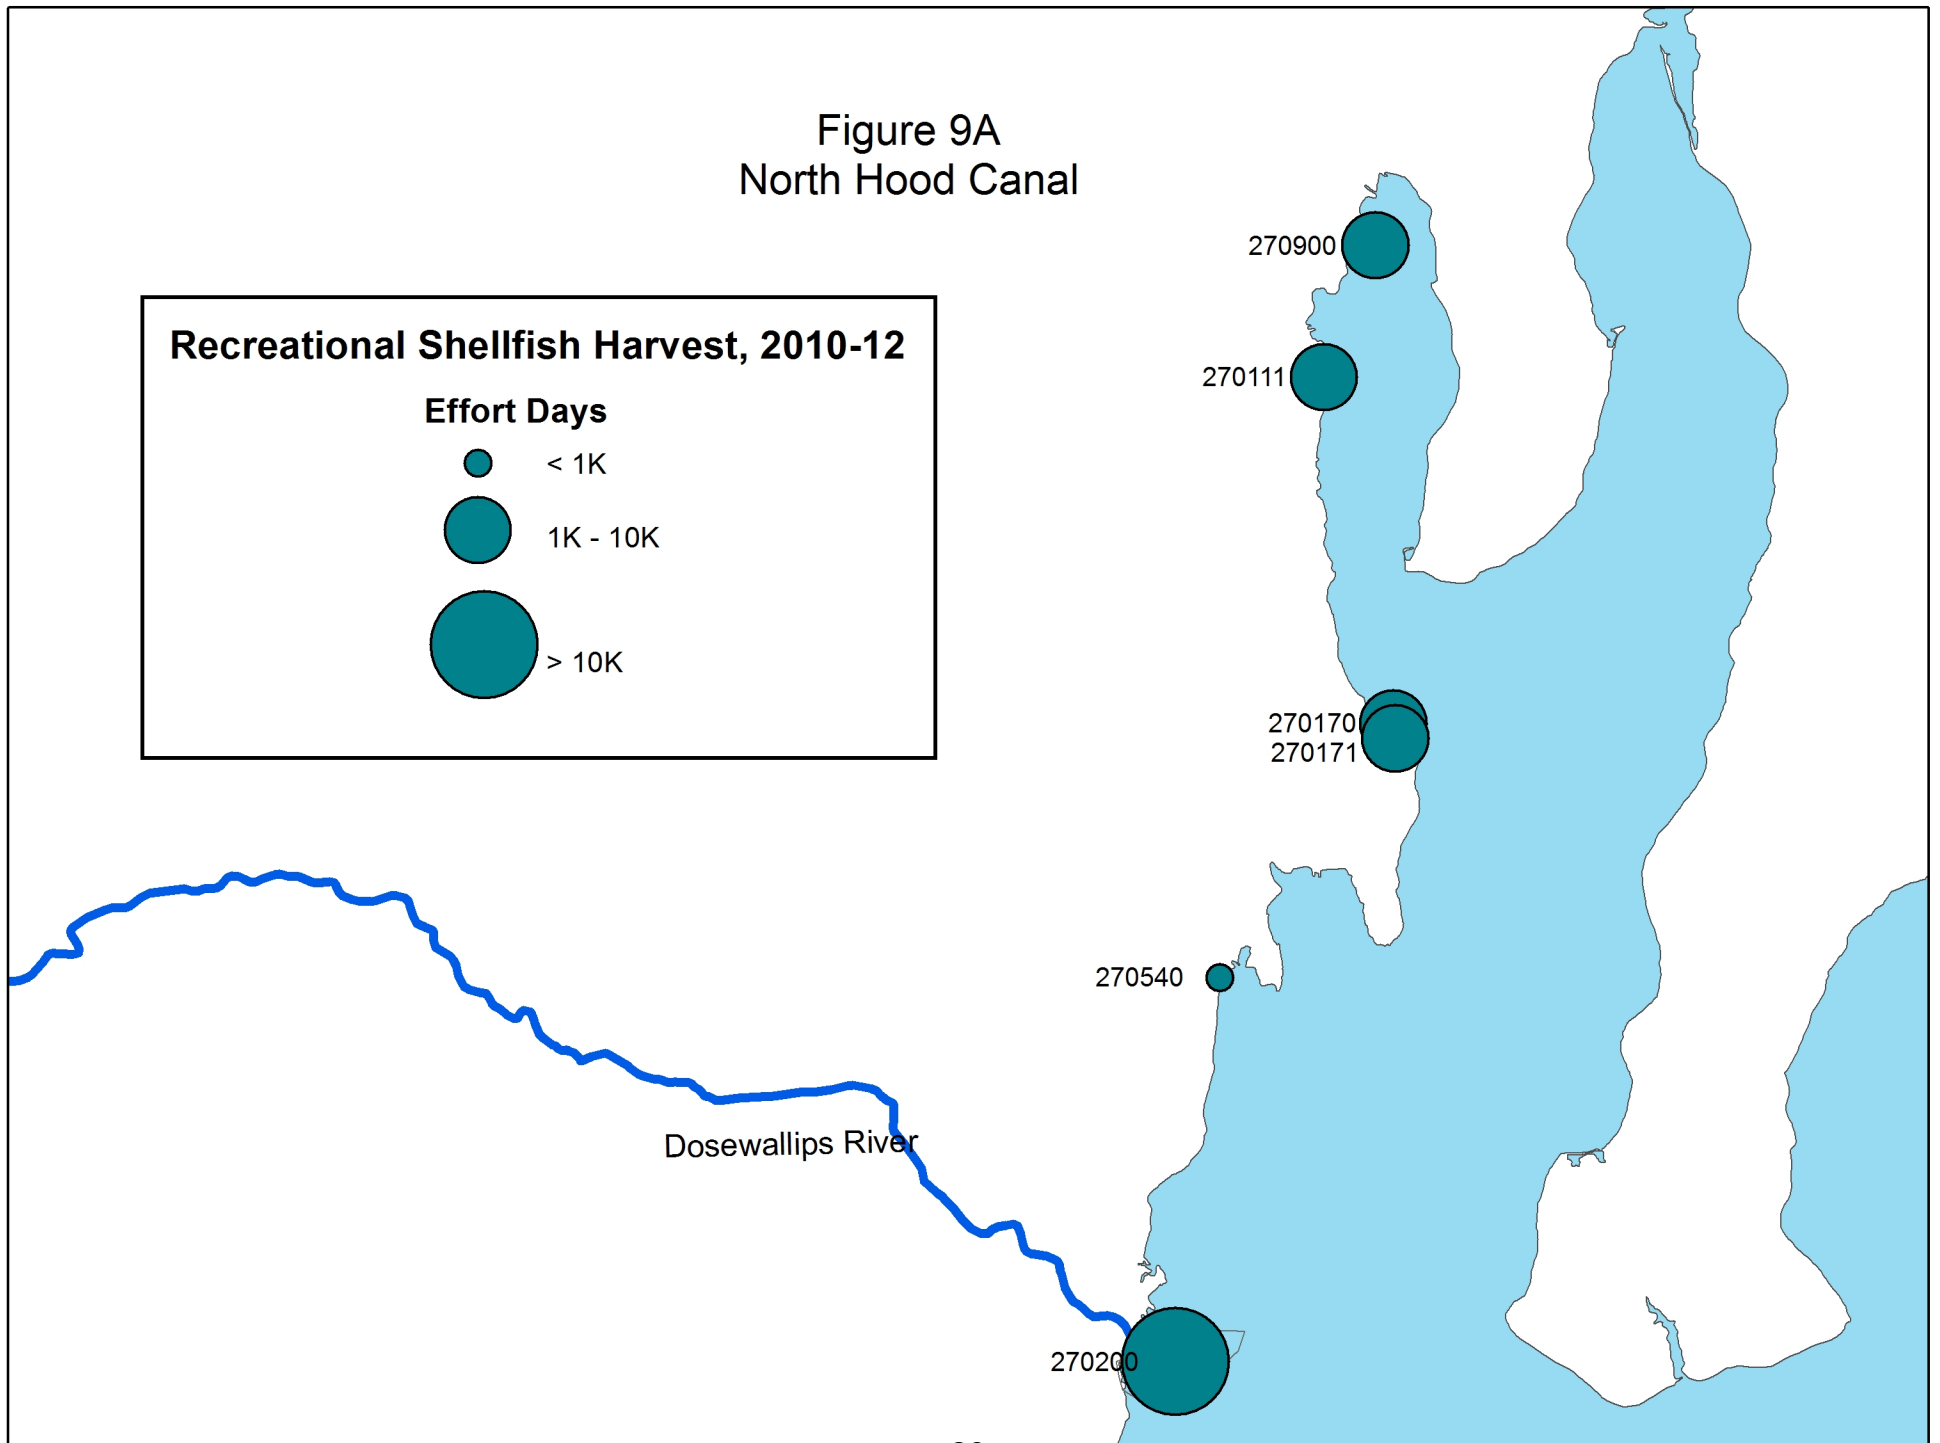 Figure 9A
North Hood Canal
270900
Recreational Shellfish Harvest, 2010-12
270111
Effort Days
< 1K
1K - 10K
> 10K
270170
270171
270540
Dosewallips River
270200